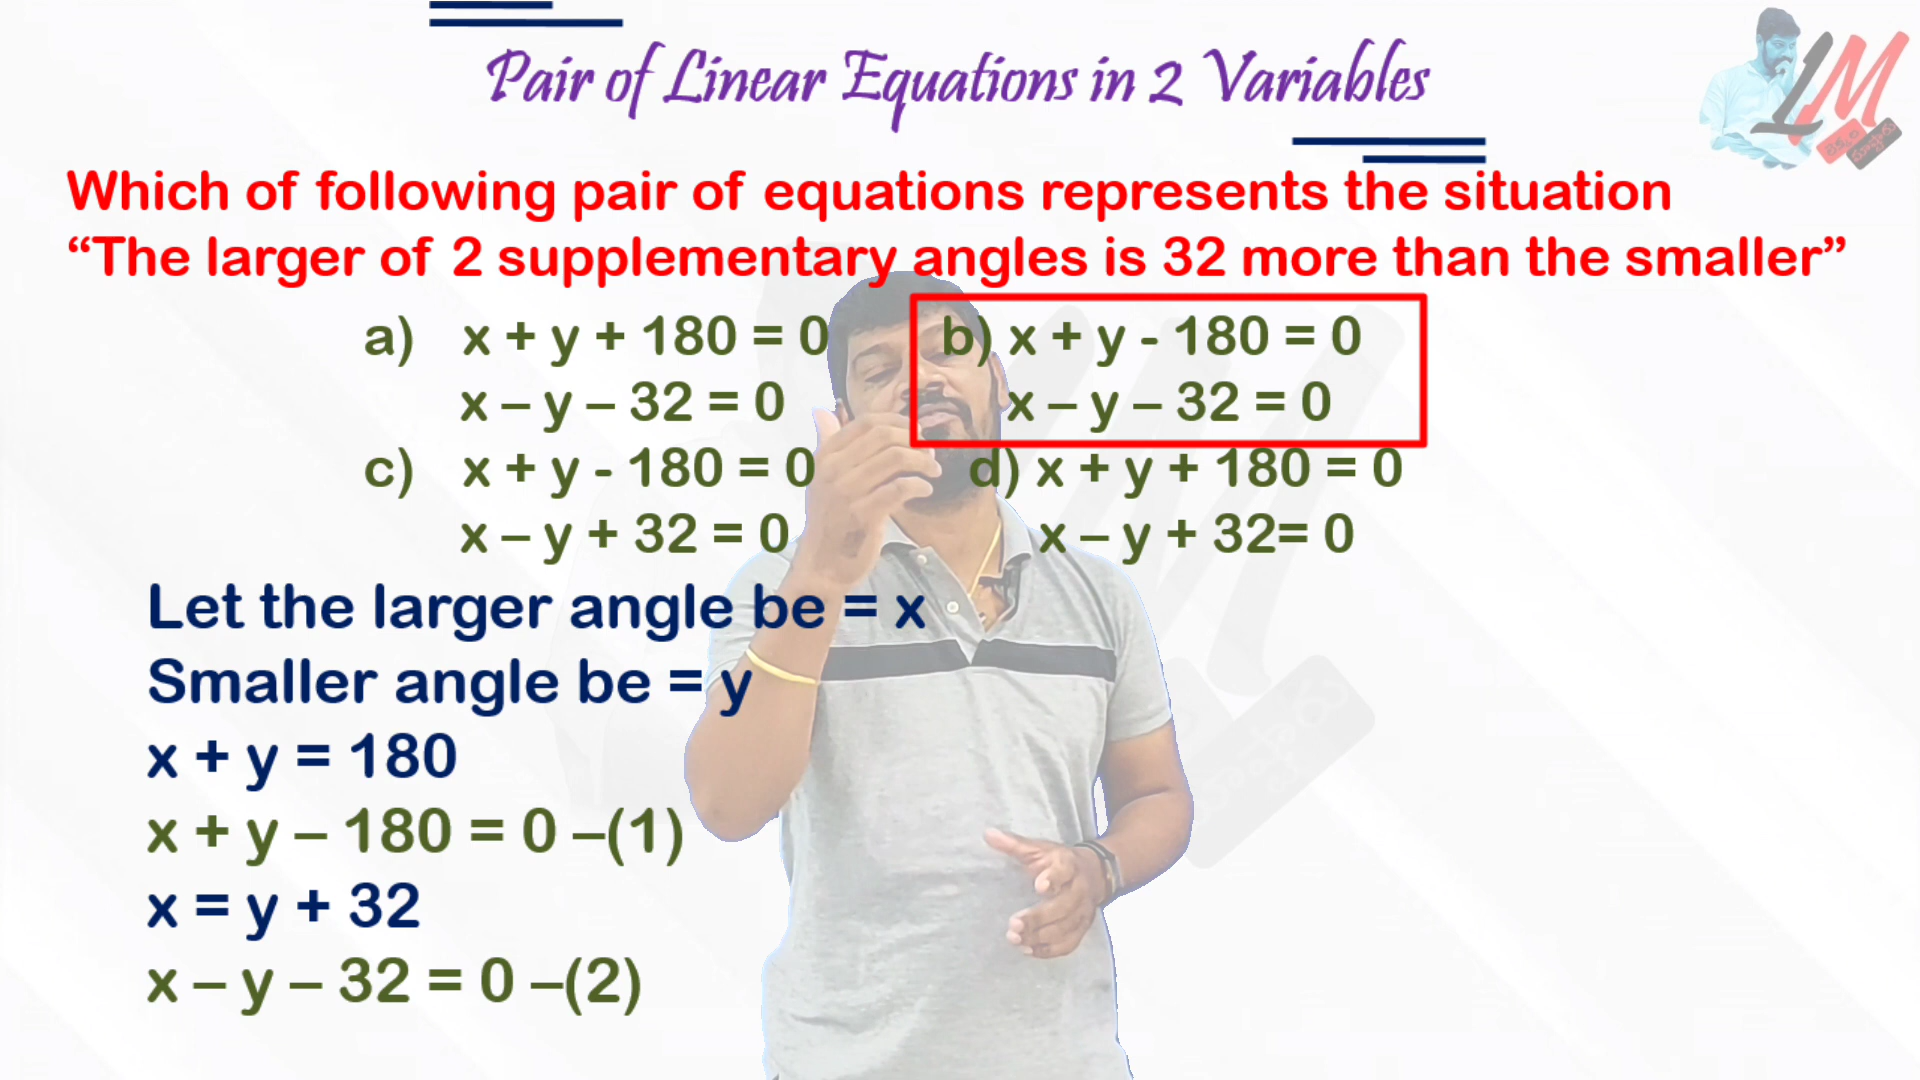 Pair of Linear Equations in 2 Variables
LM
Which of following pair of equations represents the situation
“The larger of 2 supplementary angles is 32 more than the smaller”
a) x + y + 180 = 0 b) x + y - 180 = 0
x – y – 32 = 0 x – y – 32 = 0
c) x + y - 180 = 0 d) x + y + 180 = 0
x – y + 32 = 0 x – y + 32= 0
Let the larger angle be = x
Smaller angle be = y
x + y = 180
x + y – 180 = 0 –(1)
x = y + 32
x – y – 32 = 0 –(2)